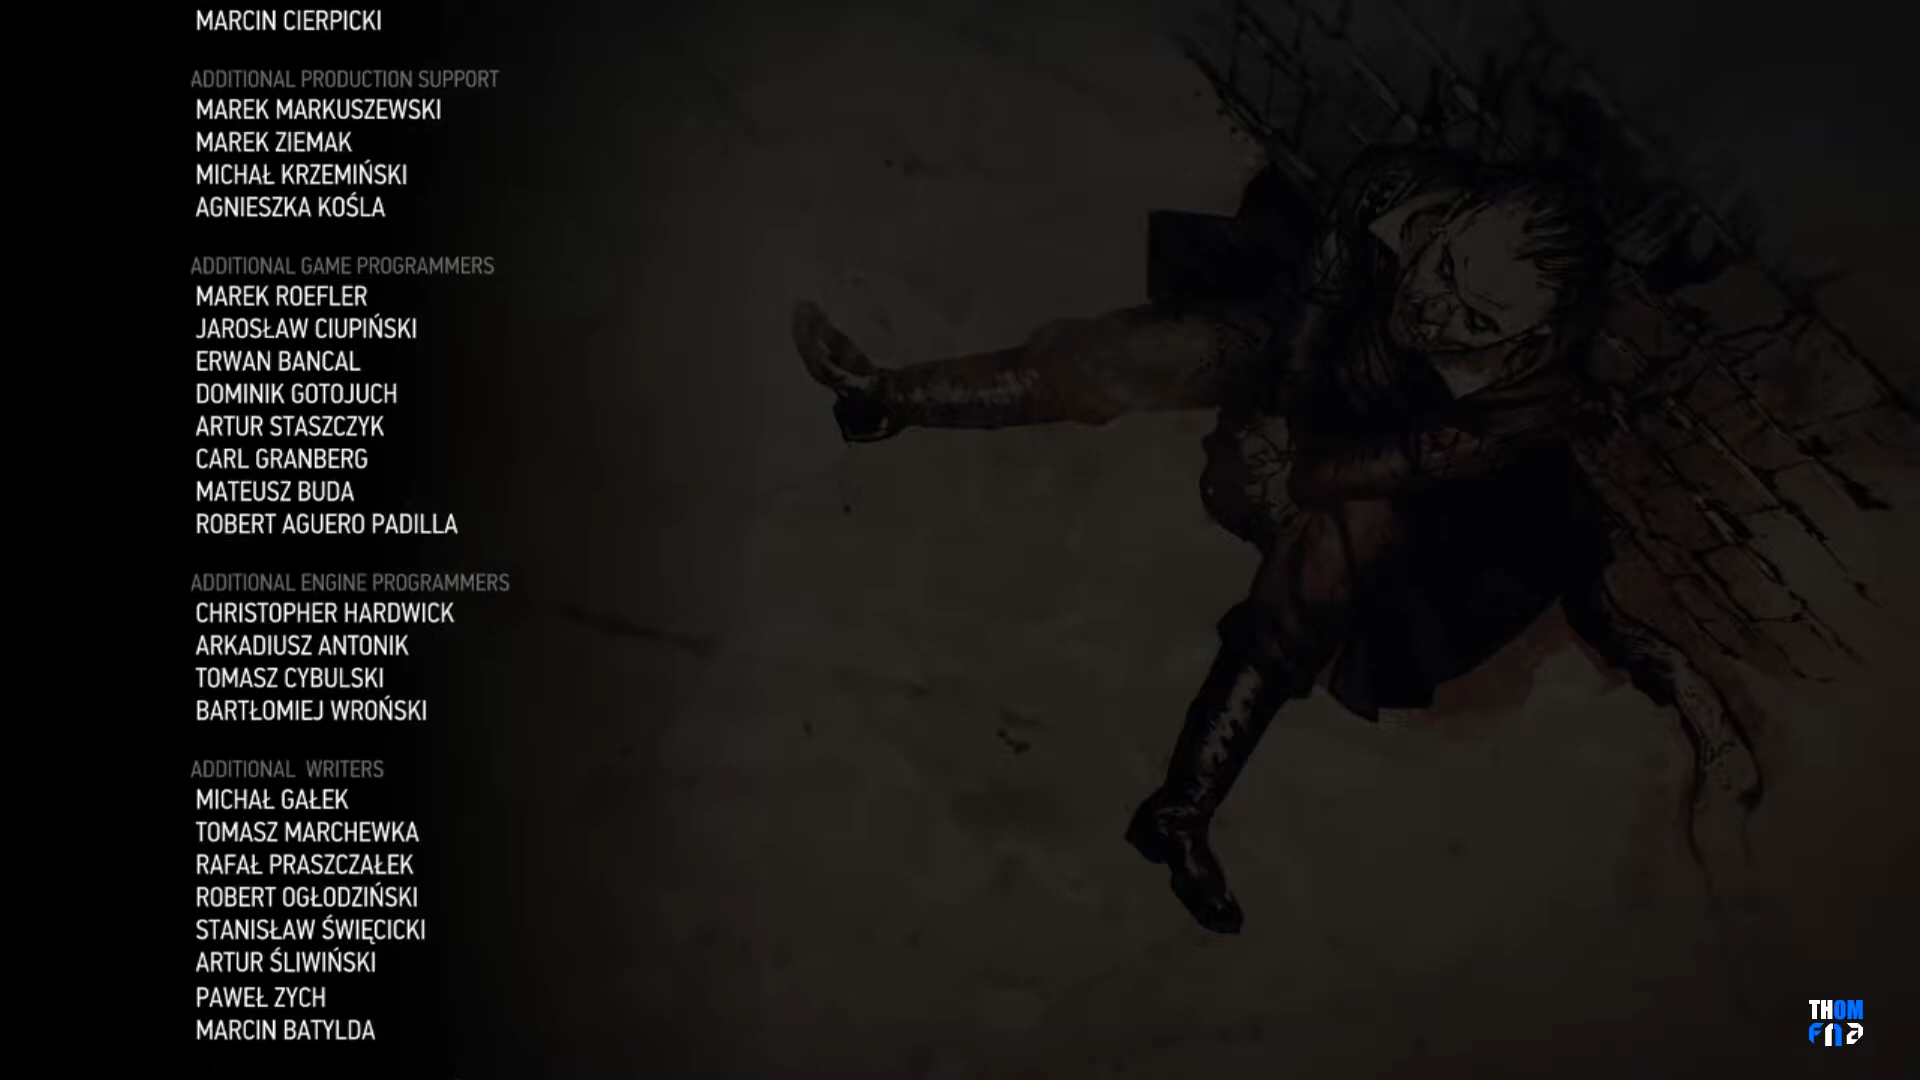 MARCIN CIERPICKI
ADDITIONAL PRODUCTION SUPPORT
MAREK MARKUSZEWSKI
MAREK ZIEMAK
MICHAŁ KRZEMIŃSKI
AGNIESZKA KOŚLA
ADDITIONAL GAME PROGRAMMERS
MAREK ROEFLER
JAROSŁAW CIUPIŃSKI
ERWAN BANCAL
DOMINIK GOTOJUCH
ARTUR STASZCZYK
CARL GRANBERG
MATEUSZ BUDA
ROBERT AGUERO PADILLA
ADDITIONAL ENGINE PROGRAMMERS
CHRISTOPHER HARDWICK
ARKADIUSZ ANTONIK
TOMASZ CYBULSKI
BARTŁOMIEJ WROŃSKI
ADDITIONAL WRITERS
MICHAŁ GAŁEK
TOMASZ MARCHEWKA
RAFAŁ PRASZCZAŁEK
ROBERT OGŁODZIŃSKI
STANISŁAW ŚWIĘCICKI
ARTUR ŚLIWIŃSKI
PAWEŁ ZYCH
MARCIN BATYLDA
THOM